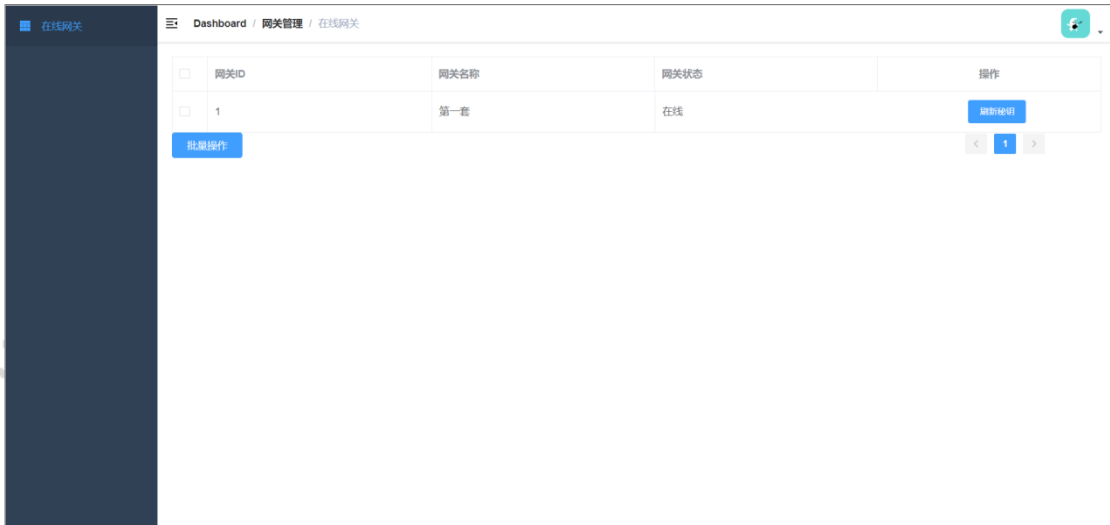 在线网关
Dashboard / 网关管理 / 在线网关
网关ID 网关名称 网关状态 操作
1 第一套 在线 刷新秘钥
批量操作 < 1 >